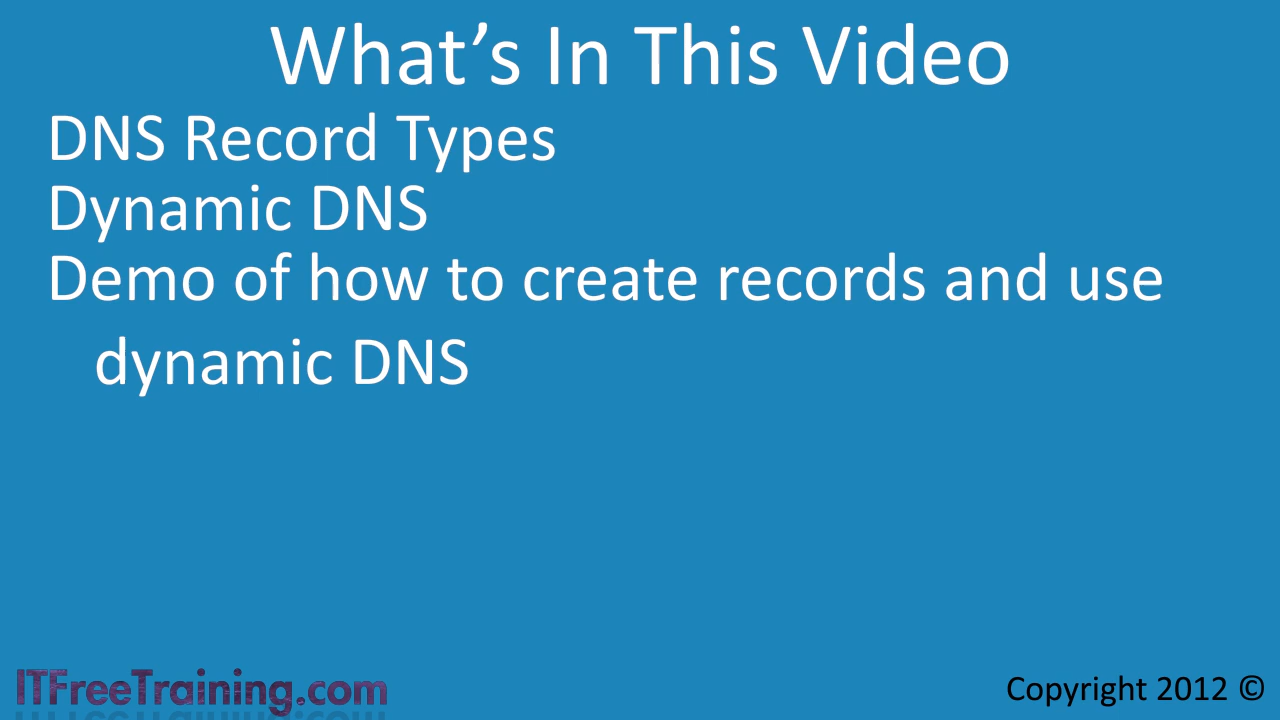 What's In This Video
DNS Record Types
Dynamic DNS
Demo of how to create records and use
dynamic DNS
ITFreeTraining.com
Copyright 2012 ©